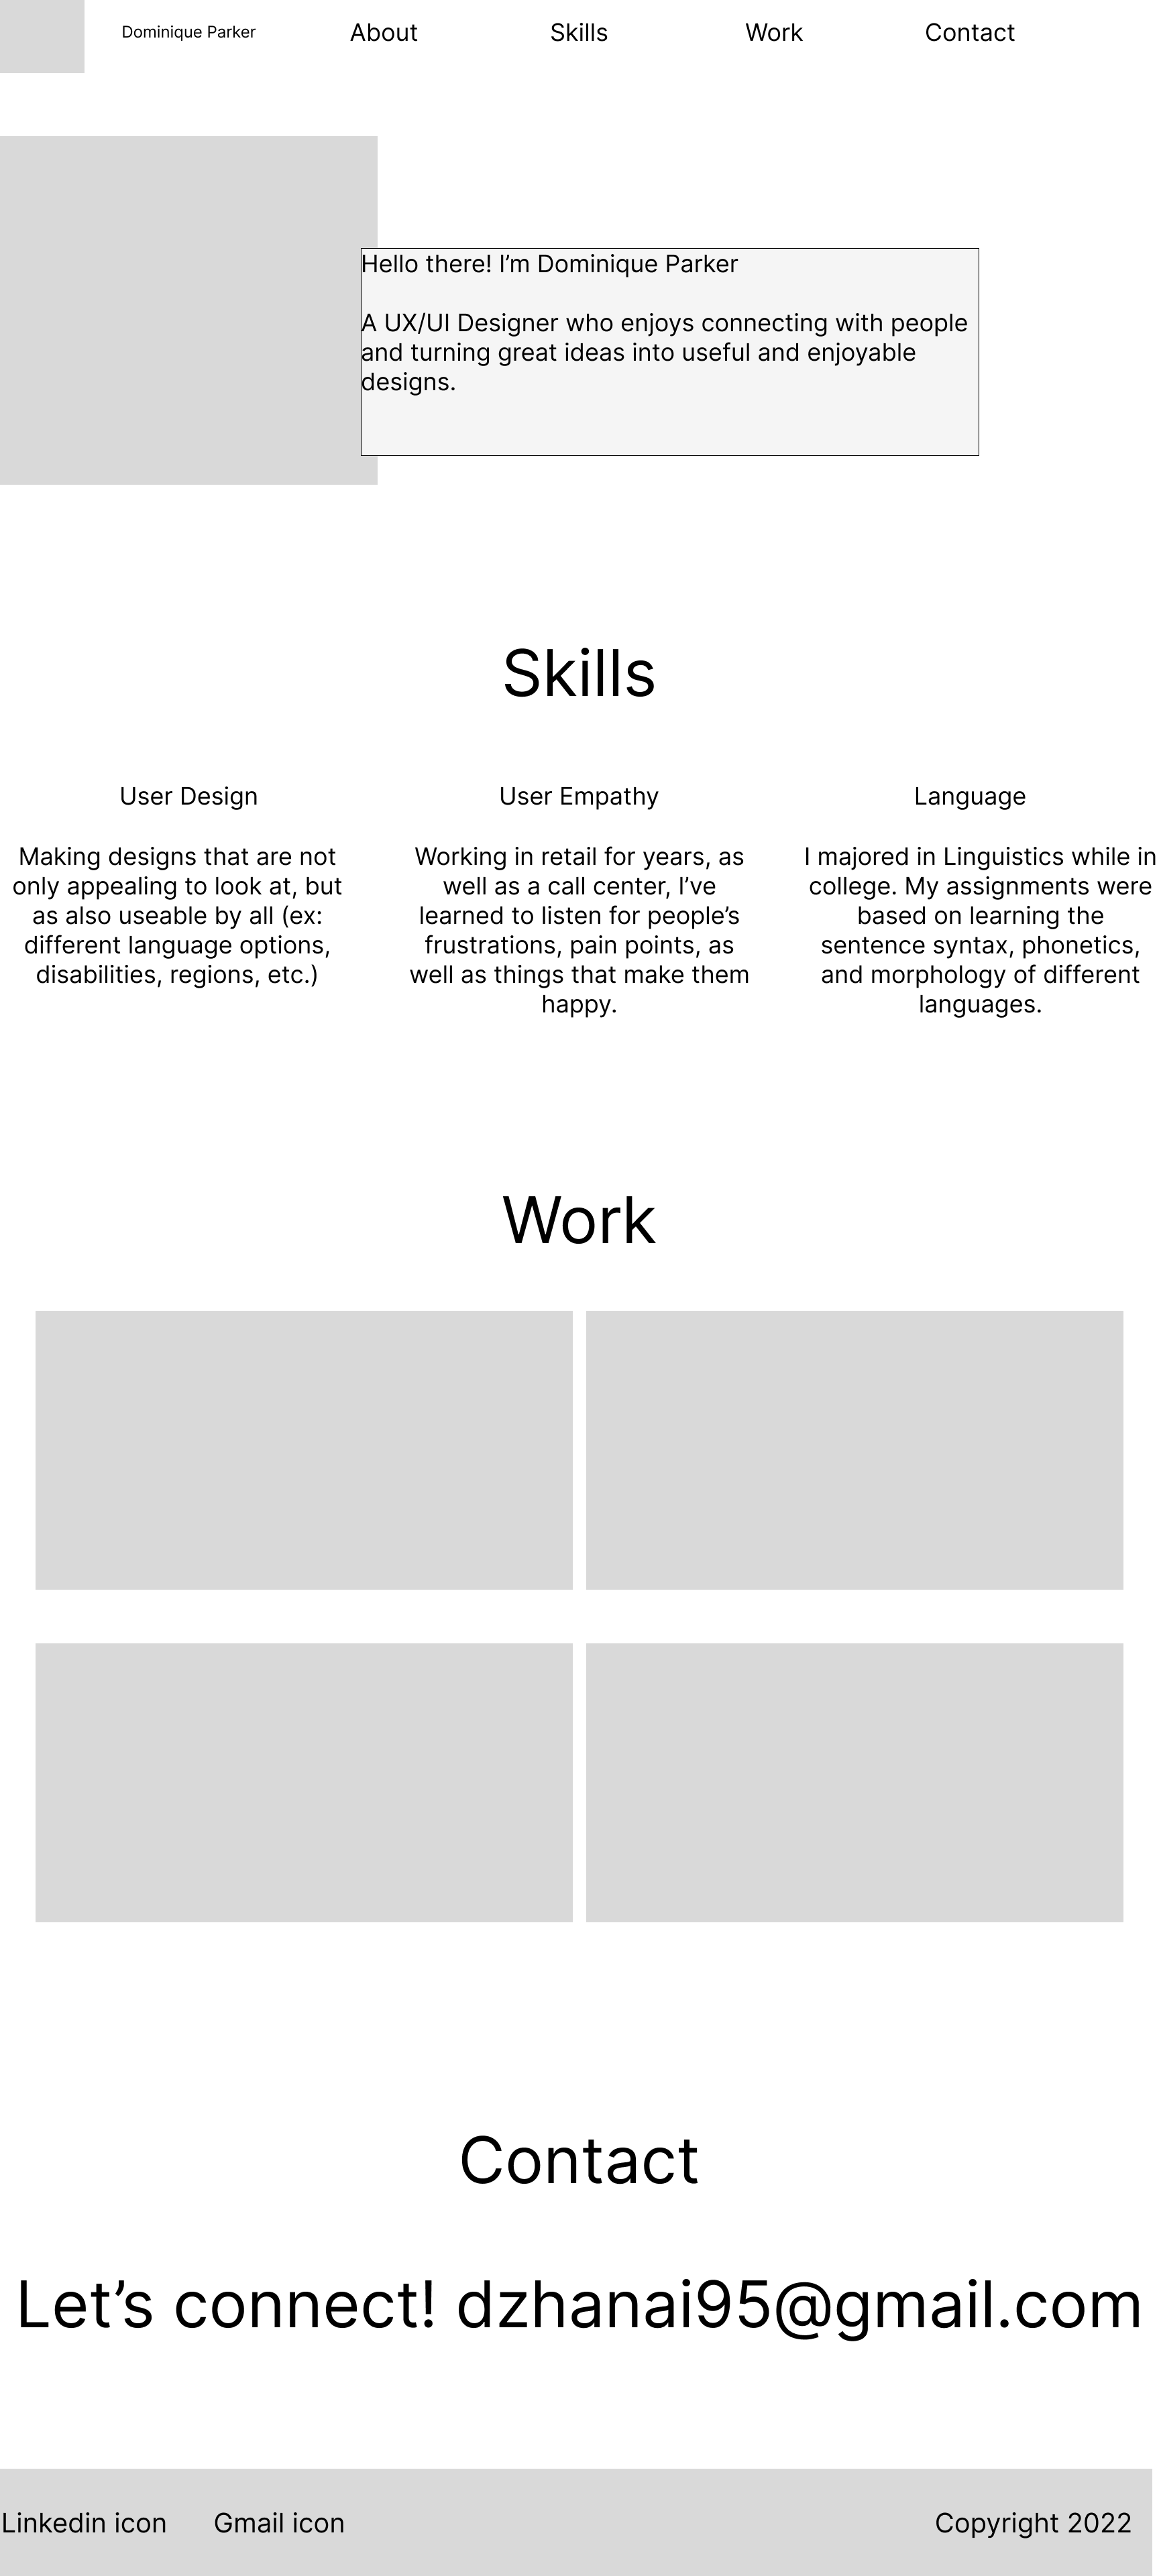 Dominique Parker About Skills Work Contact
Hello there! I’m Dominique Parker
A UX/UI Designer who enjoys connecting with people
and turning great ideas into useful and enjoyable
designs.
Skills
User Design
Making designs that are not
only appealing to look at, but
as also useable by all (ex:
different language options,
disabilities, regions, etc.)
User Empathy
Working in retail for years, as
well as a call center, I’ve
learned to listen for people’s
frustrations, pain points, as
well as things that make them
happy.
Language
I majored in Linguistics while in
college. My assignments were
based on learning the
sentence syntax, phonetics,
and morphology of different
languages.
Work
Contact
Let’s connect! dzhanai95@gmail.com
Linkedin icon Gmail icon Copyright 2022